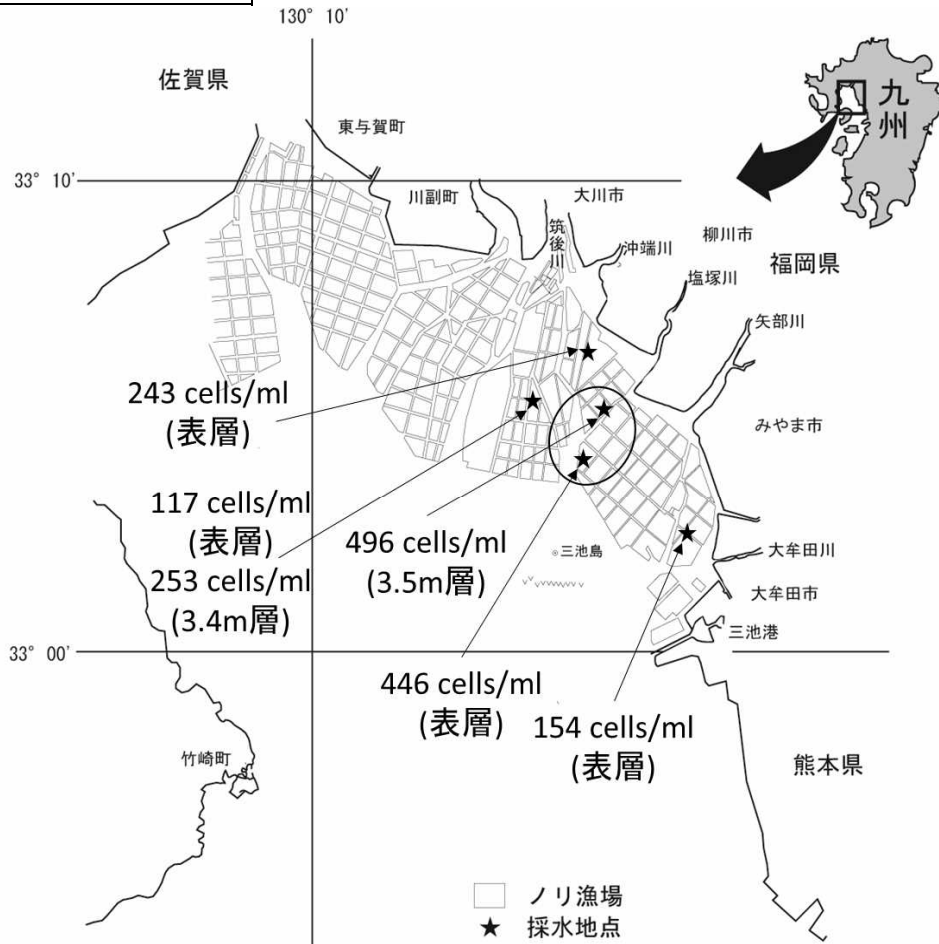 130° 10'
佐賀県
東与賀町
九州
33° 10'
川副町
大川市
筑後川
沖端川
柳川市
塩塚川
福岡県
矢部川
243 cells/ml
(表層)
みやま市
117 cells/ml
(表層)
253 cells/ml
(3.4m層)
496 cells/ml
(3.5m層)
三池島
大牟田川
大牟田市
三池港
33° 00'
446 cells/ml
(表層)
154 cells/ml
(表層)
竹崎町
熊本県
ノリ漁場
★ 採水地点